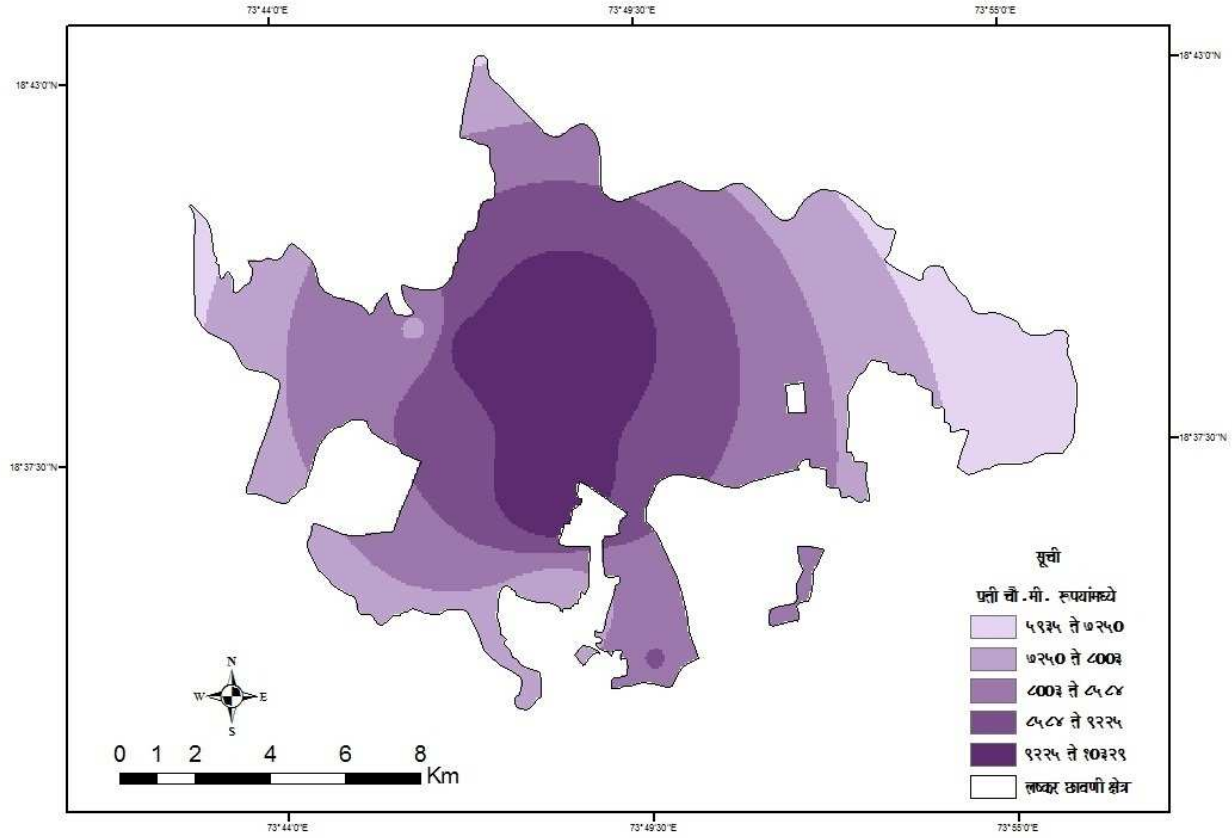 73°44'0"E 73°49'30"E 73°55'0"E
18°43'0"N 18°43'0"N
18°37'30"N 18°37'30"N
सूची
प्रती चौ.मी. रूपयांमध्ये
५९३५ ते ७२५०
७२५० ते ८००३
८००३ ते ८५८४
८५८४ ते ९२२५
९२२५ ते १०३२९
लष्कर छावणी क्षेत्र
N
W E
S
0 1 2 4 6 8
Km
73°44'0"E 73°49'30"E 73°55'0"E